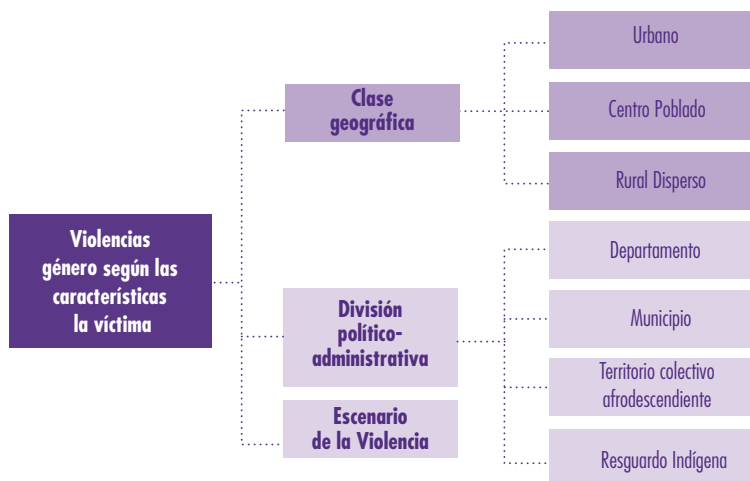 Violencias
género según las
características
la víctima
Clase
geográfica
Urbano
Centro Poblado
Rural Disperso
División
político-
administrativa
Departamento
Municipio
Territorio colectivo
afrodescendiente
Resguardo Indígena
Escenario
de la Violencia